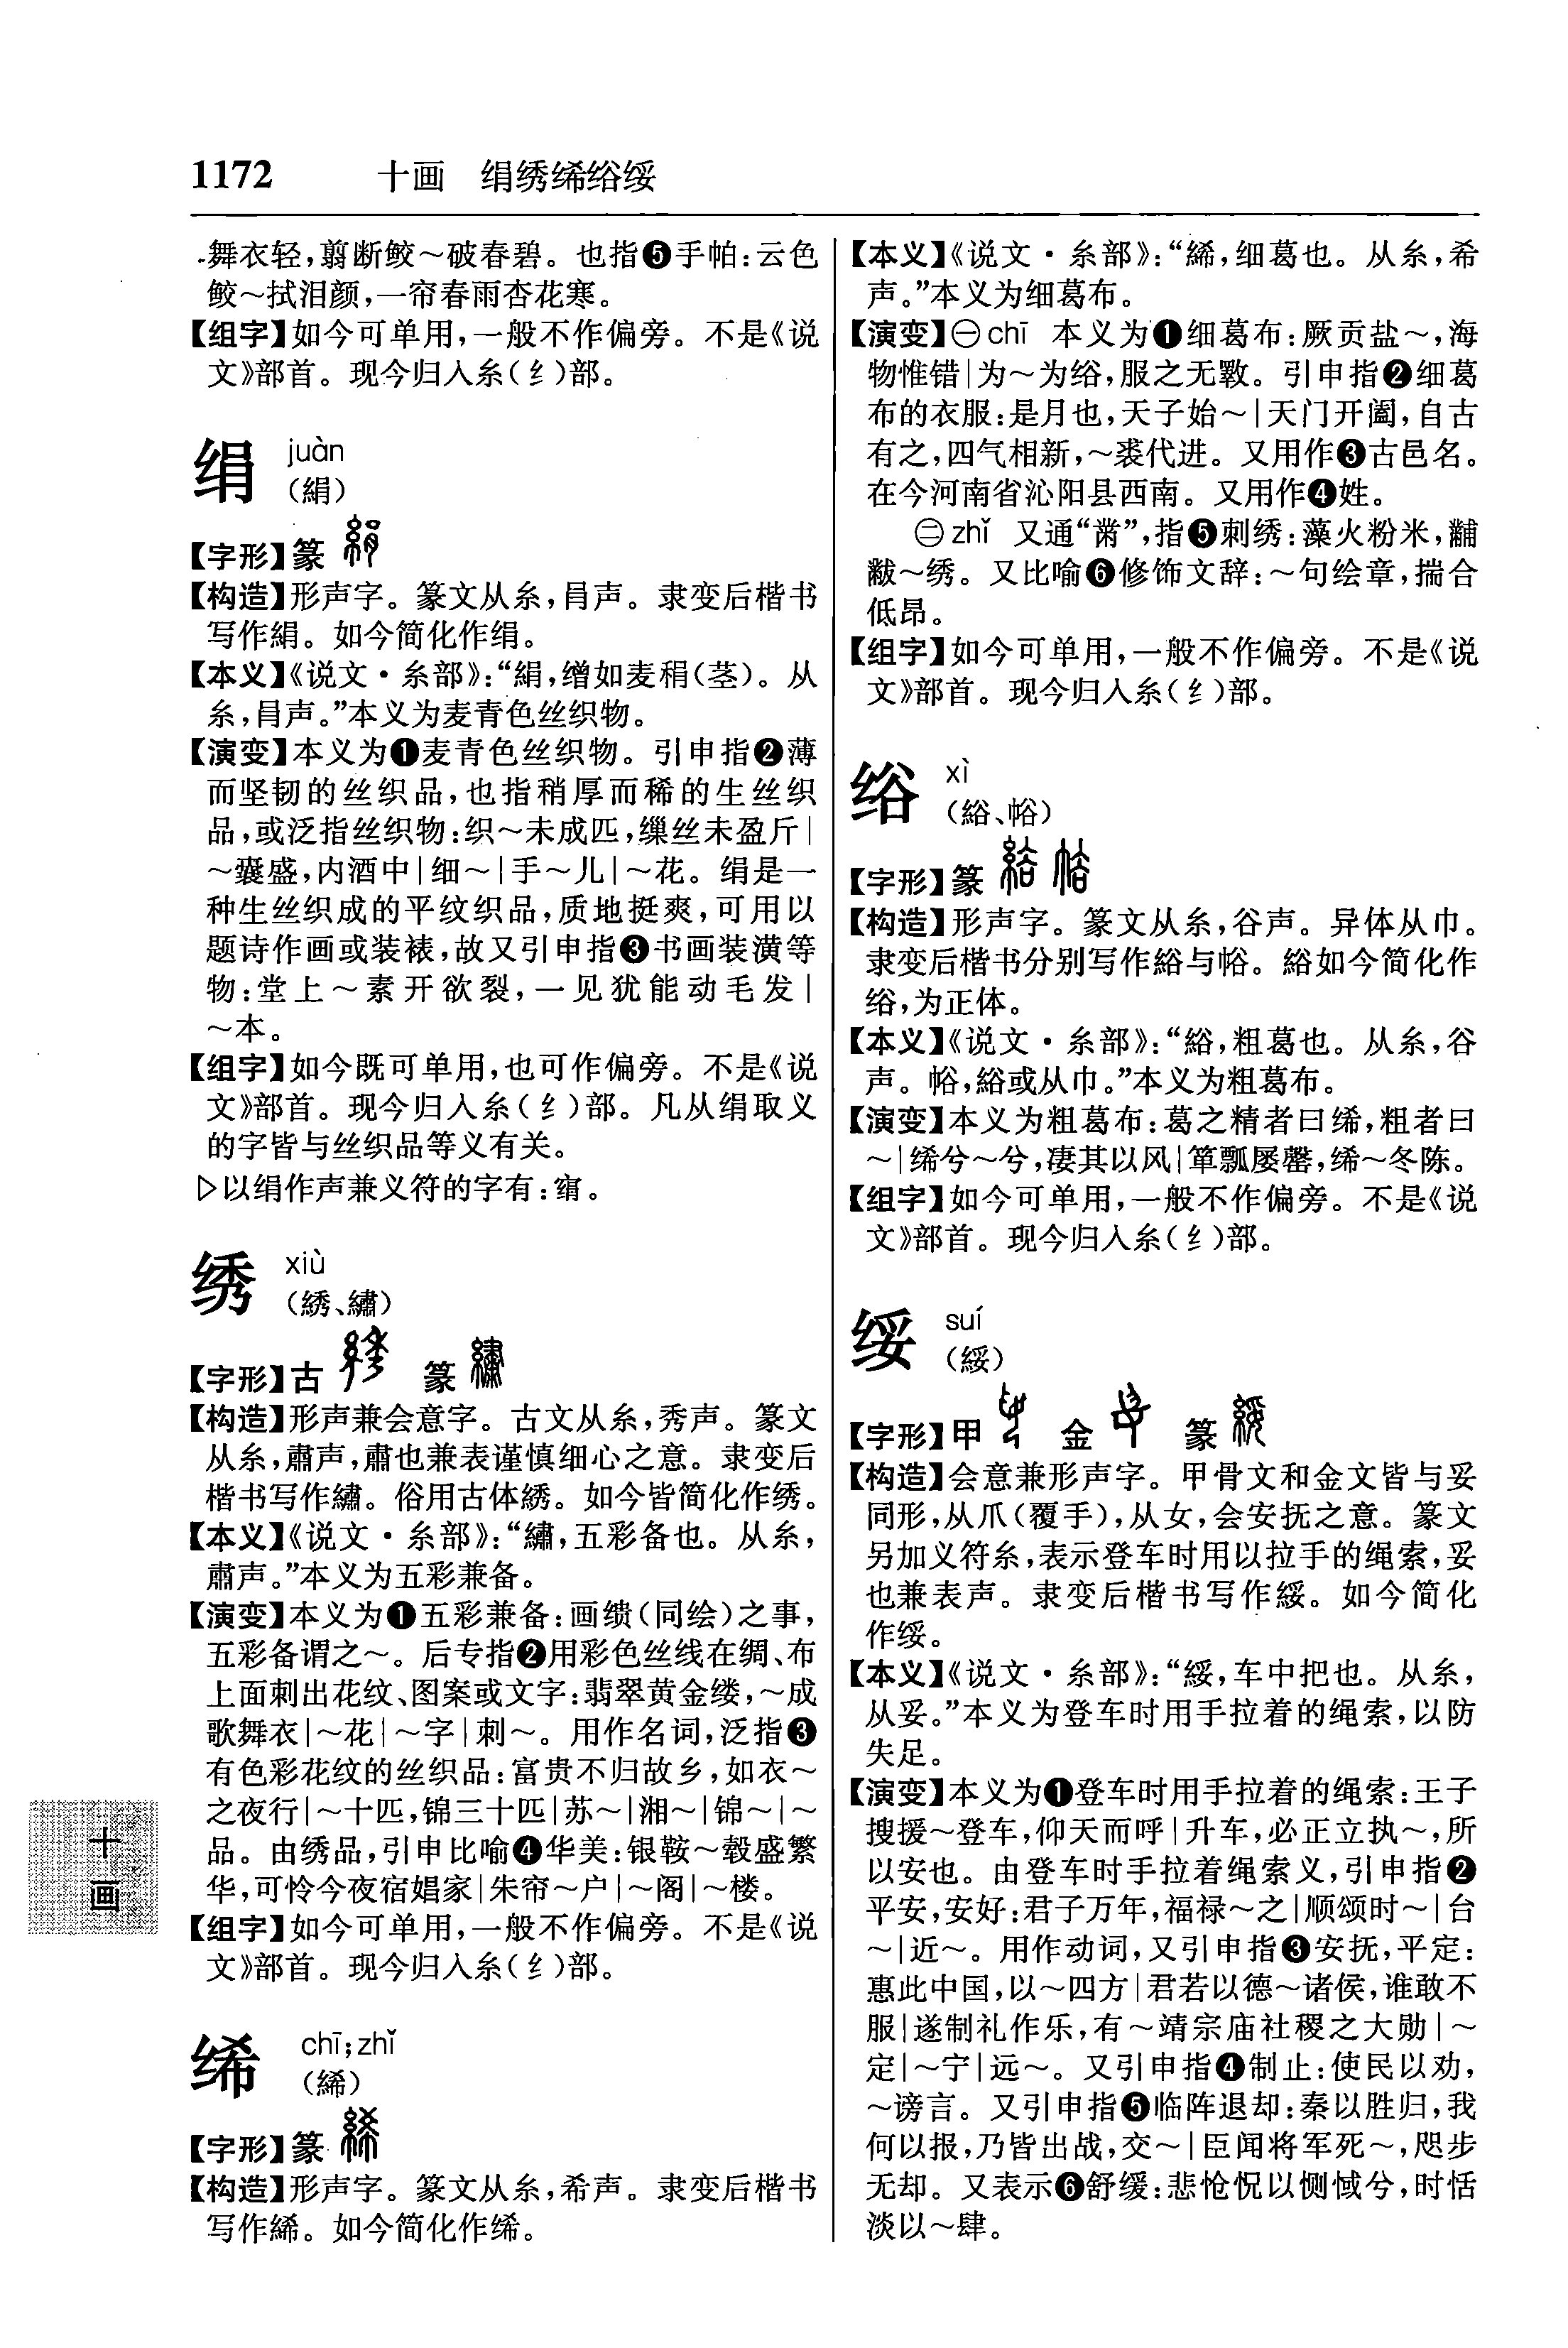 1172 十画 绢绣𫄨绤绥
舞衣轻，翦断鲛～破春碧。也指❺手帕：云色
鲛～拭泪颜，一帘春雨杏花寒。
【组字】如今可单用，一般不作偏旁。不是《说
文》部首。现今归入糸（纟）部。
绢 juàn
（絹）
【字形】篆
【构造】形声字。篆文从糸，肙声。隶变后楷书
写作絹。如今简化作绢。
【本义】《说文·糸部》：“絹，缯如麦䅌（茎）。从
糸，肙声。”本义为麦青色丝织物。
【演变】本义为❶麦青色丝织物。引申指❷薄
而坚韧的丝织品，也指稍厚而稀的生丝织
品，或泛指丝织物：织～未成匹，缫丝未盈斤｜
～囊盛，内酒中｜细～｜手～儿｜～花。绢是一
种生丝织成的平纹织品，质地挺爽，可用以
题诗作画或装裱，故又引申指❸书画装潢等
物：堂上～素开欲裂，一见犹能动毛发｜
～本。
【组字】如今既可单用，也可作偏旁。不是《说
文》部首。现今归入糸（纟）部。凡从绢取义
的字皆与丝织品等义有关。
▷以绢作声兼义符的字有：。
绣 xiù
（綉、繡）
【字形】古 篆
【构造】形声兼会意字。古文从糸，秀声。篆文
从糸，肃声，肃也兼表谨慎细心之意。隶变后
楷书写作繡。俗用古体綉。如今皆简化作绣。
【本义】《说文·糸部》：“繡，五彩备也。从糸，
肃声。”本义为五彩兼备。
【演变】本义为❶五彩兼备：画缋（同绘）之事，
五彩备谓之～。后专指❷用彩色丝线在绸、布
上面刺出花纹、图案或文字：翡翠黄金缕，～成
歌舞衣｜～花｜～字｜刺～。用作名词，泛指❸
有色彩花纹的丝织品：富贵不归故乡，如衣～
之夜行｜～十匹，锦三十匹｜苏～｜湘～｜锦～｜～
品。由绣品，引申比喻❹华美：银鞍～毂盛繁
华，可怜今夜宿娼家｜朱帘～户｜～阁｜～楼。
【组字】如今可单用，一般不作偏旁。不是《说
文》部首。现今归入糸（纟）部。
𫄨 chī；zhǐ
（絺）
【字形】篆
【构造】形声字。篆文从糸，希声。隶变后楷书
写作絺。如今简化作𫄨。
【本义】《说文·糸部》：“絺，细葛也。从糸，希
声。”本义为细葛布。
【演变】㊀chī 本义为❶细葛布：厥贡盐～，海
物惟错｜为～为绤，服之无斁。引申指❷细葛
布的衣服：是月也，天子始～｜天门开阖，自古
有之，四气相新，～裘代进。又用作❸古邑名。
在今河南省沁阳县西南。又用作❹姓。
㊁zhǐ 又通“黹”，指❺刺绣：藻火粉米，黼
黻～绣。又比喻❻修饰文辞：～句绘章，揣合
低昂。
【组字】如今可单用，一般不作偏旁。不是《说
文》部首。现今归入糸（纟）部。
绤 xì
（綌、㡾）
【字形】篆
【构造】形声字。篆文从糸，谷声。异体从巾。
隶变后楷书分别写作綌与㡾。綌如今简化作
绤，为正体。
【本义】《说文·糸部》：“綌，粗葛也。从糸，谷
声。㡾，綌或从巾。”本义为粗葛布。
【演变】本义为粗葛布：葛之精者曰𫄨，粗者曰
～｜𫄨兮～兮，凄其以风｜箪瓢屡罄，𫄨～冬陈。
【组字】如今可单用，一般不作偏旁。不是《说
文》部首。现今归入糸（纟）部。
绥 suí
（綏）
【字形】甲 金 篆
【构造】会意兼形声字。甲骨文和金文皆与妥
同形，从爪（覆手），从女，会安抚之意。篆文
另加义符糸，表示登车时用以拉手的绳索，妥
也兼表声。隶变后楷书写作綏。如今简化
作绥。
【本义】《说文·糸部》：“綏，车中把也。从糸，
从妥。”本义为登车时用手拉着的绳索，以防
失足。
【演变】本义为❶登车时用手拉着的绳索：王子
搜援～登车，仰天而呼｜升车，必正立执～，所
以安也。由登车时手拉着绳索义，引申指❷
平安，安好：君子万年，福禄～之｜顺颂时～｜台
～｜近～。用作动词，又引申指❸安抚，平定：
惠此中国，以～四方｜君若以德～诸侯，谁敢不
服｜遂制礼作乐，有～靖宗庙社稷之大勋｜～
定｜～宁｜远～。又引申指❹制止：使民以劝，
～谤言。又引申指❺临阵退却：秦以胜归，我
何以报，乃皆出战，交～｜臣闻将军死～，咫步
无却。又表示❻舒缓：悲怆怳以恻惐兮，时恬
淡以～肆。
十
画